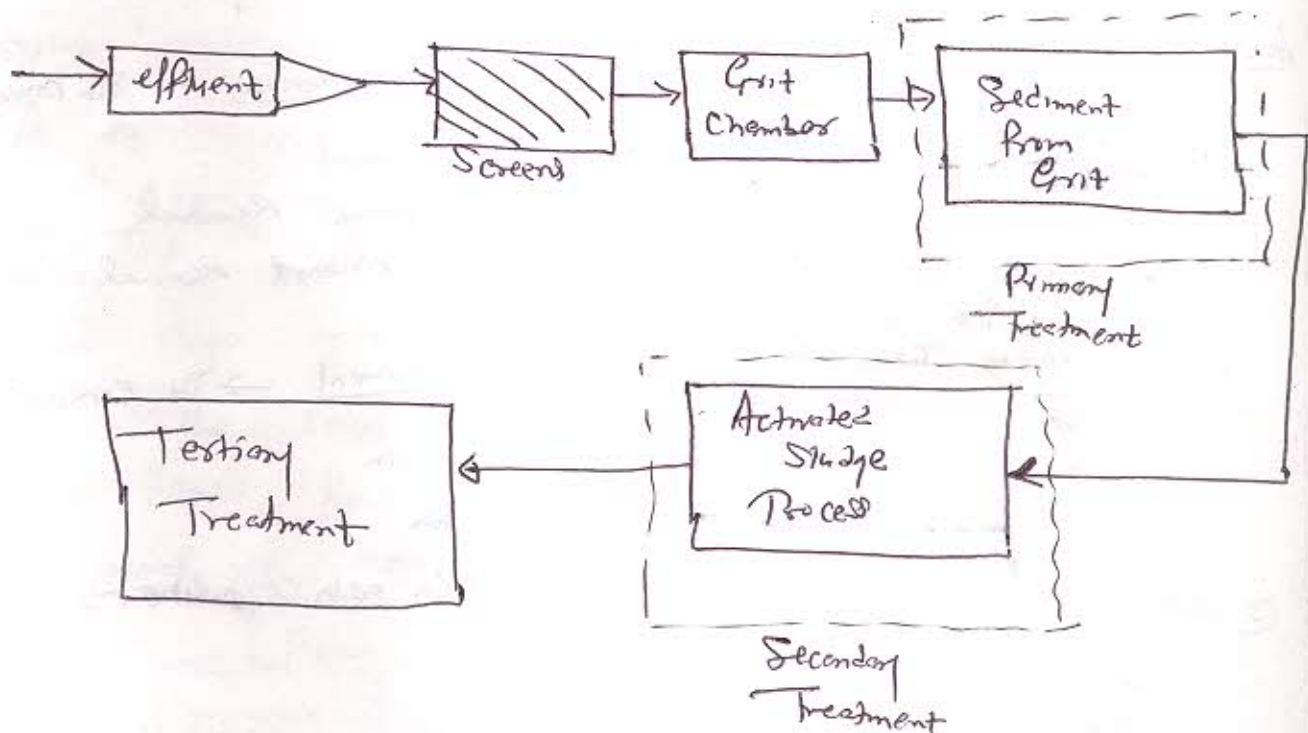 effluent
Screens
Grit
Chamber
Sediment
from
Grit
Primary
Treatment
Activated
Sludge
Process
Secondary
Treatment
Tertiary
Treatment